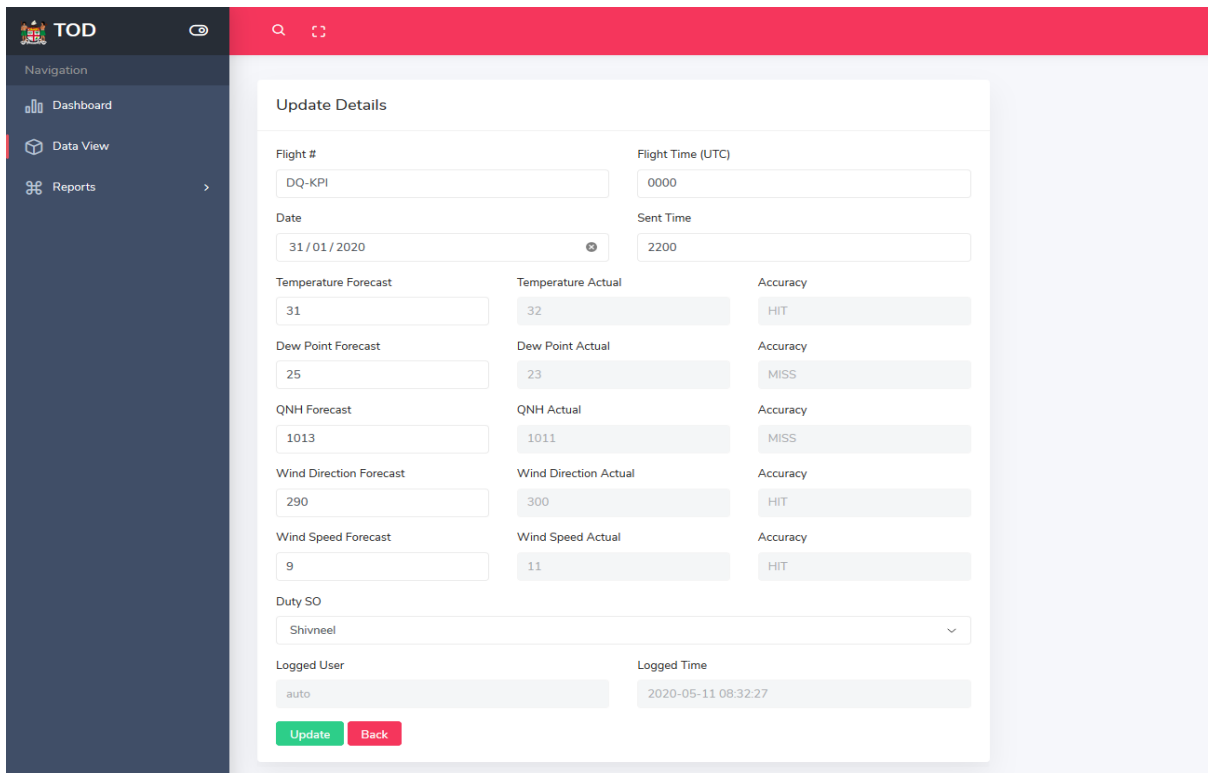 TOD
Navigation
Dashboard
Data View
Reports
Update Details
Flight # Flight Time (UTC)
DQ-KPI 0000
Date Sent Time
31/01/2020 2200
Temperature Forecast Temperature Actual Accuracy
31 32 HIT
Dew Point Forecast Dew Point Actual Accuracy
25 23 MISS
QNH Forecast QNH Actual Accuracy
1013 1011 MISS
Wind Direction Forecast Wind Direction Actual Accuracy
290 300 HIT
Wind Speed Forecast Wind Speed Actual Accuracy
9 11 HIT
Duty SO
Shivneel
Logged User Logged Time
auto 2020-05-11 08:32:27
Update Back